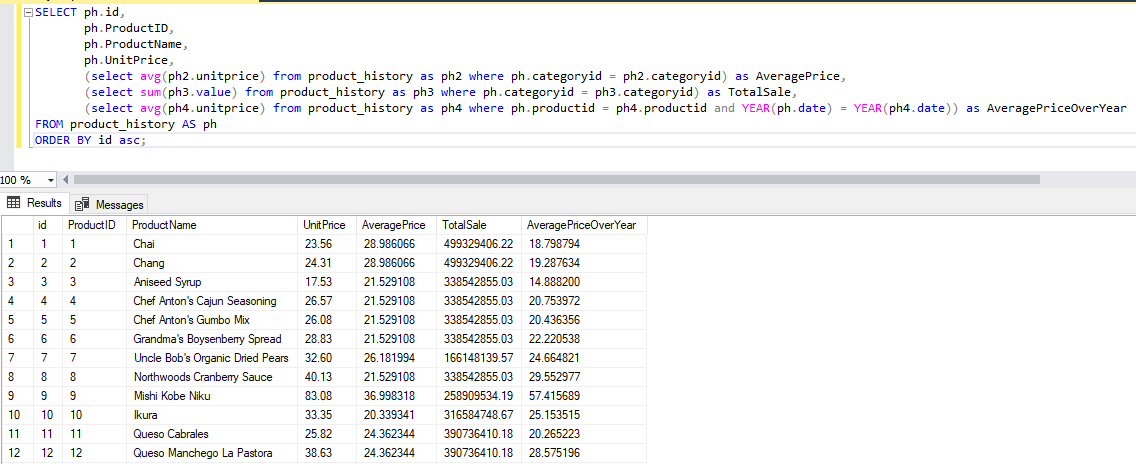 SELECT ph.id,
ph.ProductID,
ph.ProductName,
ph.UnitPrice,
(select avg(ph2.unitprice) from product_history as ph2 where ph.categoryid = ph2.categoryid) as AveragePrice,
(select sum(ph3.value) from product_history as ph3 where ph.categoryid = ph3.categoryid) as TotalSale,
(select avg(ph4.unitprice) from product_history as ph4 where ph.productid = ph4.productid and YEAR(ph.date) = YEAR(ph4.date)) as AveragePriceOverYear
FROM product_history AS ph
ORDER BY id asc;
100 %
Results Messages
id ProductID ProductName UnitPrice AveragePrice TotalSale AveragePriceOverYear
1 1 1 Chai 23.56 28.986066 499329406.22 18.798794
2 2 2 Chang 24.31 28.986066 499329406.22 19.287634
3 3 3 Aniseed Syrup 17.53 21.529108 338542855.03 14.888200
4 4 4 Chef Anton's Cajun Seasoning 26.57 21.529108 338542855.03 20.753972
5 5 5 Chef Anton's Gumbo Mix 26.08 21.529108 338542855.03 20.436356
6 6 6 Grandma's Boysenberry Spread 28.83 21.529108 338542855.03 22.220538
7 7 7 Uncle Bob's Organic Dried Pears 32.60 26.181994 166148139.57 24.664821
8 8 8 Northwoods Cranberry Sauce 40.13 21.529108 338542855.03 29.552977
9 9 9 Mishi Kobe Niku 83.08 36.998318 258909534.19 57.415689
10 10 10 Ikura 33.35 20.339341 316584748.67 25.153515
11 11 11 Queso Cabrales 25.82 24.362344 390736410.18 20.265223
12 12 12 Queso Manchego La Pastora 38.63 24.362344 390736410.18 28.575196